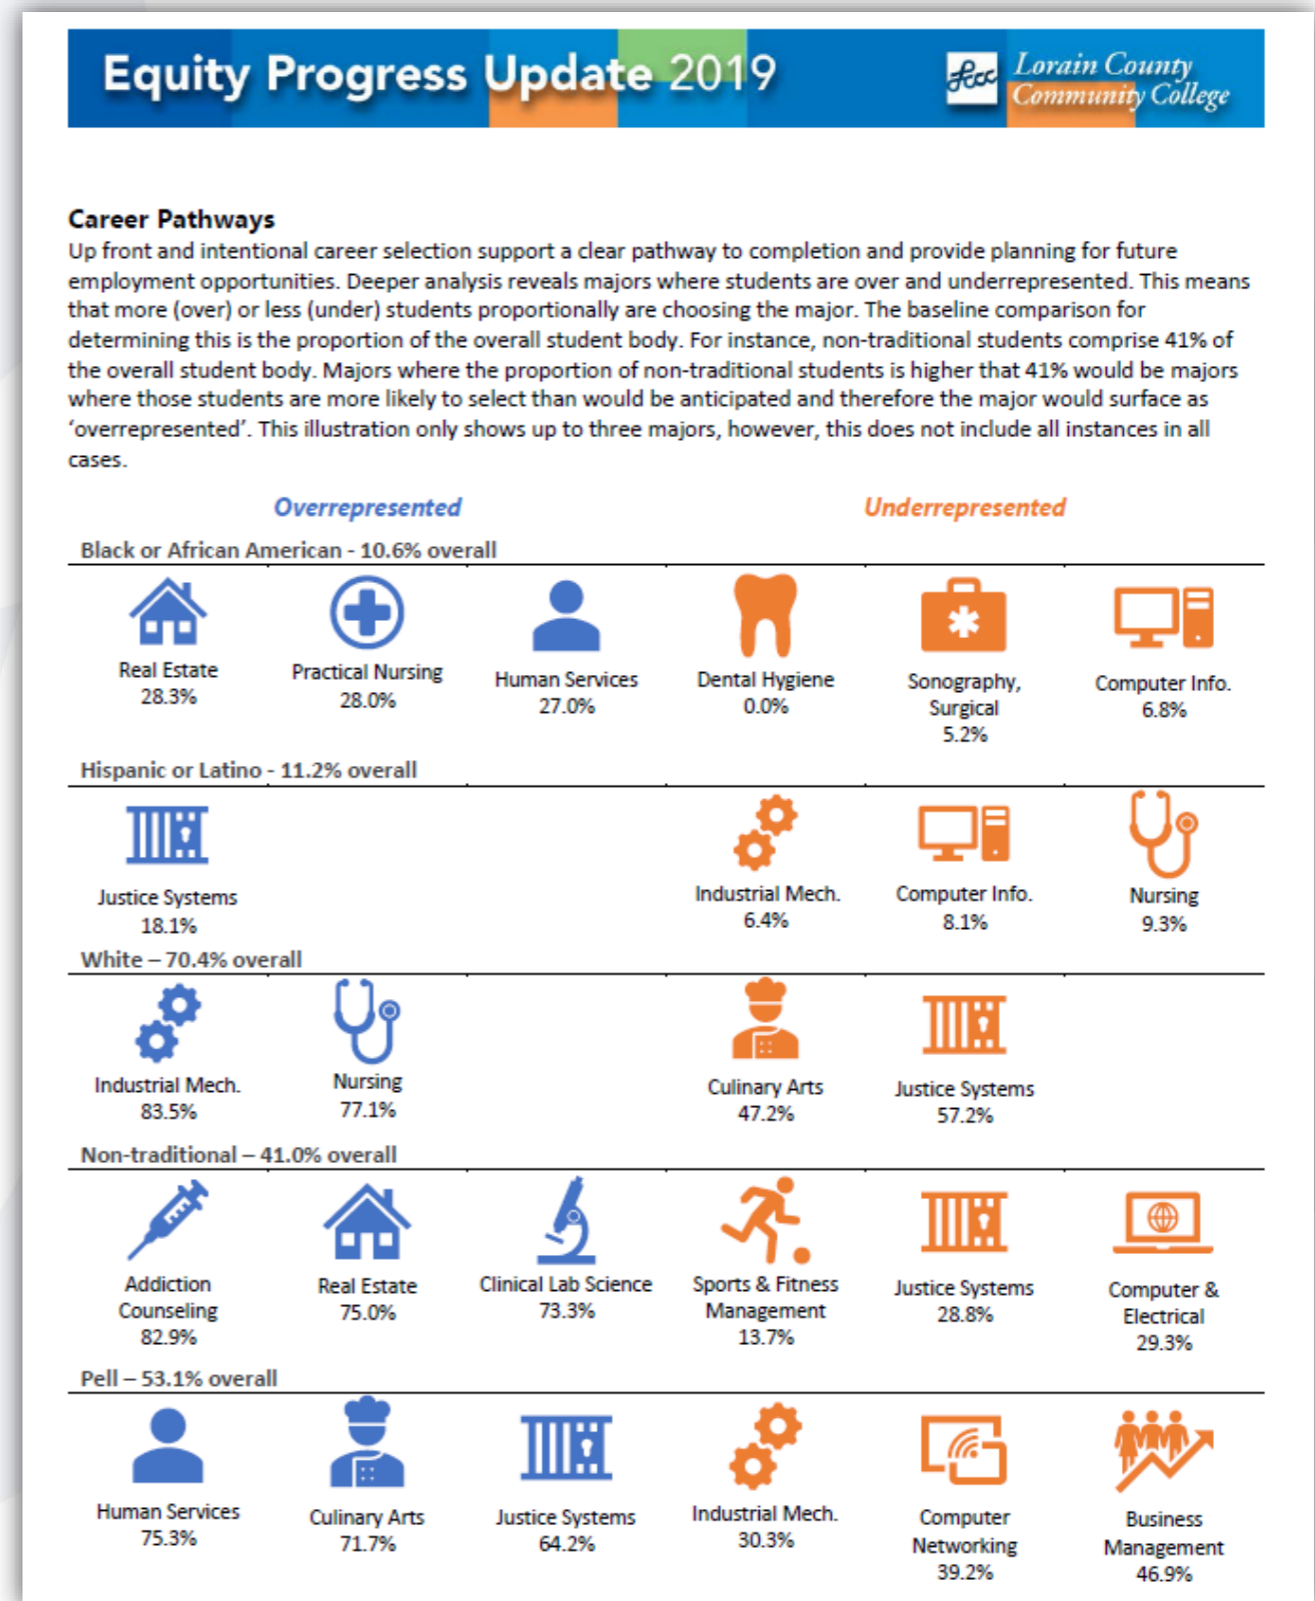 Equity Progress Update 2019
lccc
Lorain County
Community College
Career Pathways
Up front and intentional career selection support a clear pathway to completion and provide planning for future
employment opportunities. Deeper analysis reveals majors where students are over and underrepresented. This means
that more (over) or less (under) students proportionally are choosing the major. The baseline comparison for
determining this is the proportion of the overall student body. For instance, non-traditional students comprise 41% of
the overall student body. Majors where the proportion of non-traditional students is higher that 41% would be majors
where those students are more likely to select than would be anticipated and therefore the major would surface as
‘overrepresented’. This illustration only shows up to three majors, however, this does not include all instances in all
cases.
Overrepresented
Underrepresented
Black or African American - 10.6% overall
Real Estate
28.3%
Practical Nursing
28.0%
Human Services
27.0%
Dental Hygiene
0.0%
Sonography,
Surgical
5.2%
Computer Info.
6.8%
Hispanic or Latino - 11.2% overall
Justice Systems
18.1%
Industrial Mech.
6.4%
Computer Info.
8.1%
Nursing
9.3%
White – 70.4% overall
Industrial Mech.
83.5%
Nursing
77.1%
Culinary Arts
47.2%
Justice Systems
57.2%
Non-traditional – 41.0% overall
Addiction
Counseling
82.9%
Real Estate
75.0%
Clinical Lab Science
73.3%
Sports & Fitness
Management
13.7%
Justice Systems
28.8%
Computer &
Electrical
29.3%
Pell – 53.1% overall
Human Services
75.3%
Culinary Arts
71.7%
Justice Systems
64.2%
Industrial Mech.
30.3%
Computer
Networking
39.2%
Business
Management
46.9%